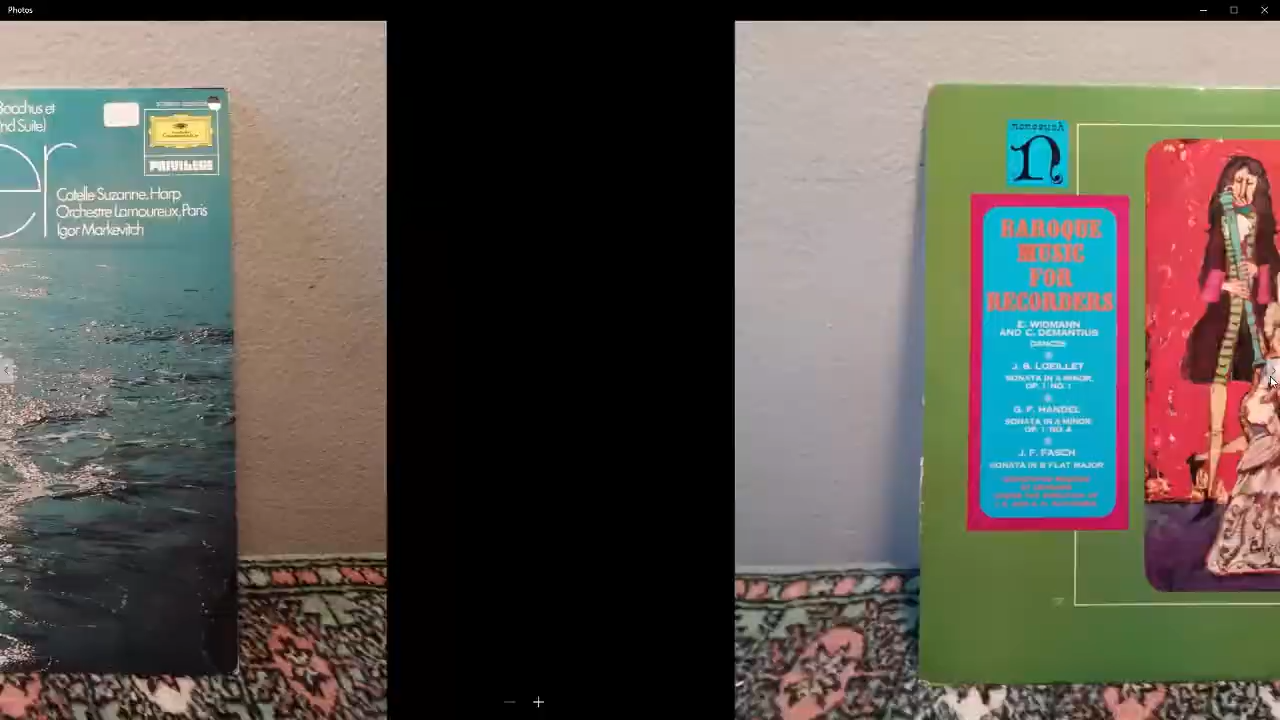 Photos
Bacchus et
nd Suite)
er
PRIVILEGE
Catelle Suzanne, Harp
Orchestre Lamoureux, Paris
Igor Markevitch
nonesuch
n
BAROQUE
MUSIC
FOR
RECORDERS
E. WIDMANN
AND C. DEMANTIUS
DANCES
J. B. LŒILLET
SONATA IN A MINOR,
OP. 1 NO. 1
G. F. HANDEL
SONATA IN A MINOR
OP. 1 NO. 4
J. F. FASCH
SONATA IN B FLAT MAJOR